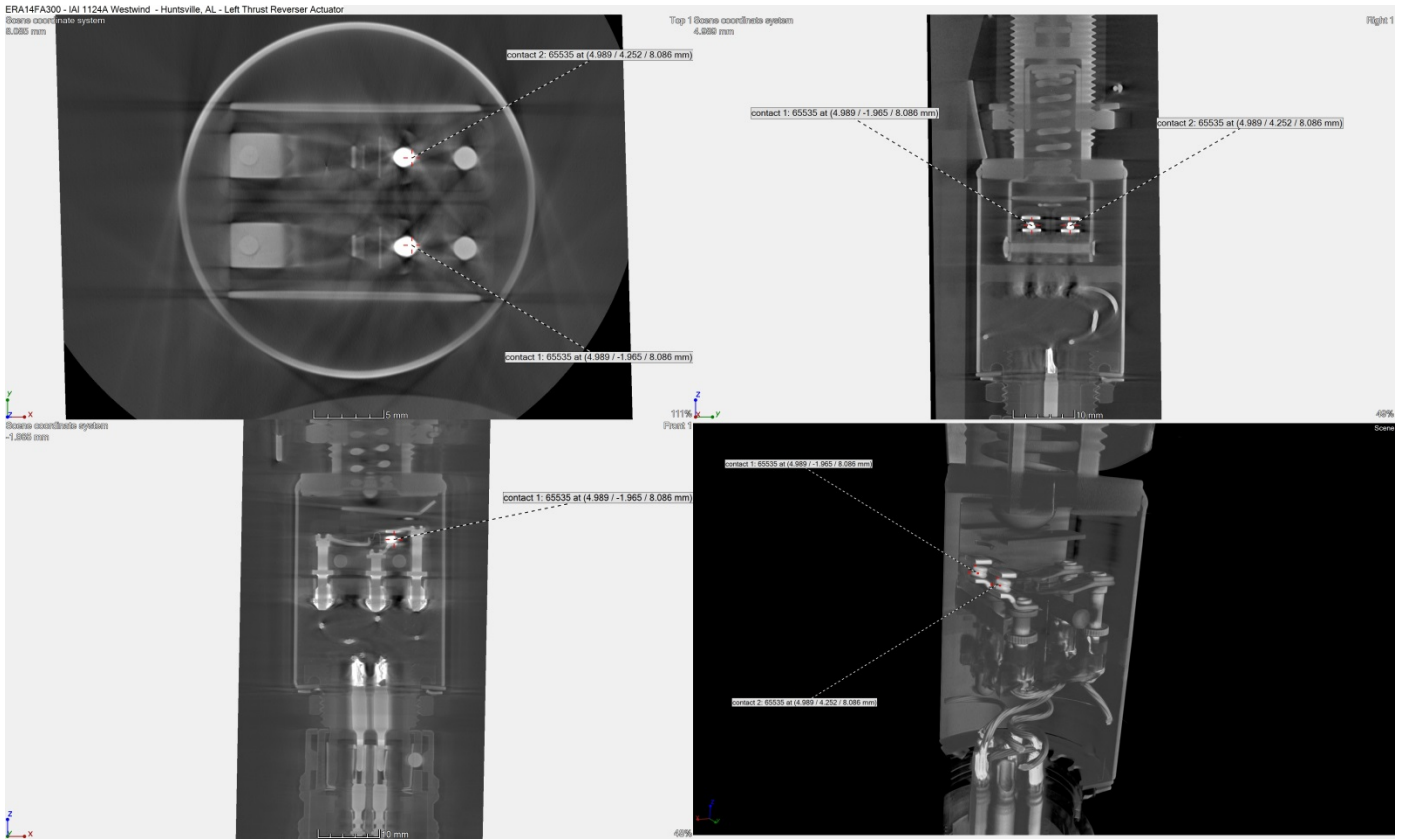 ERA14FA300 - IAI 1124A Westwind - Huntsville, AL - Left Thrust Reverser Actuator
Scene coordinate system
8.085 mm
Top 1
contact 2: 65535 at (4.989 / 4.252 / 8.086 mm)
contact 1: 65535 at (4.989 / -1.965 / 8.086 mm)
y
z
x
5 mm
111%
Scene coordinate system
4.989 mm
Right 1
contact 1: 65535 at (4.989 / -1.965 / 8.086 mm)
contact 2: 65535 at (4.989 / 4.252 / 8.086 mm)
z
x
y
10 mm
49%
Scene coordinate system
-1.965 mm
Front 1
contact 1: 65535 at (4.989 / -1.965 / 8.086 mm)
z
y
x
10 mm
48%
Scene
contact 1: 65535 at (4.989 / -1.965 / 8.086 mm)
contact 2: 65535 at (4.989 / 4.252 / 8.086 mm)